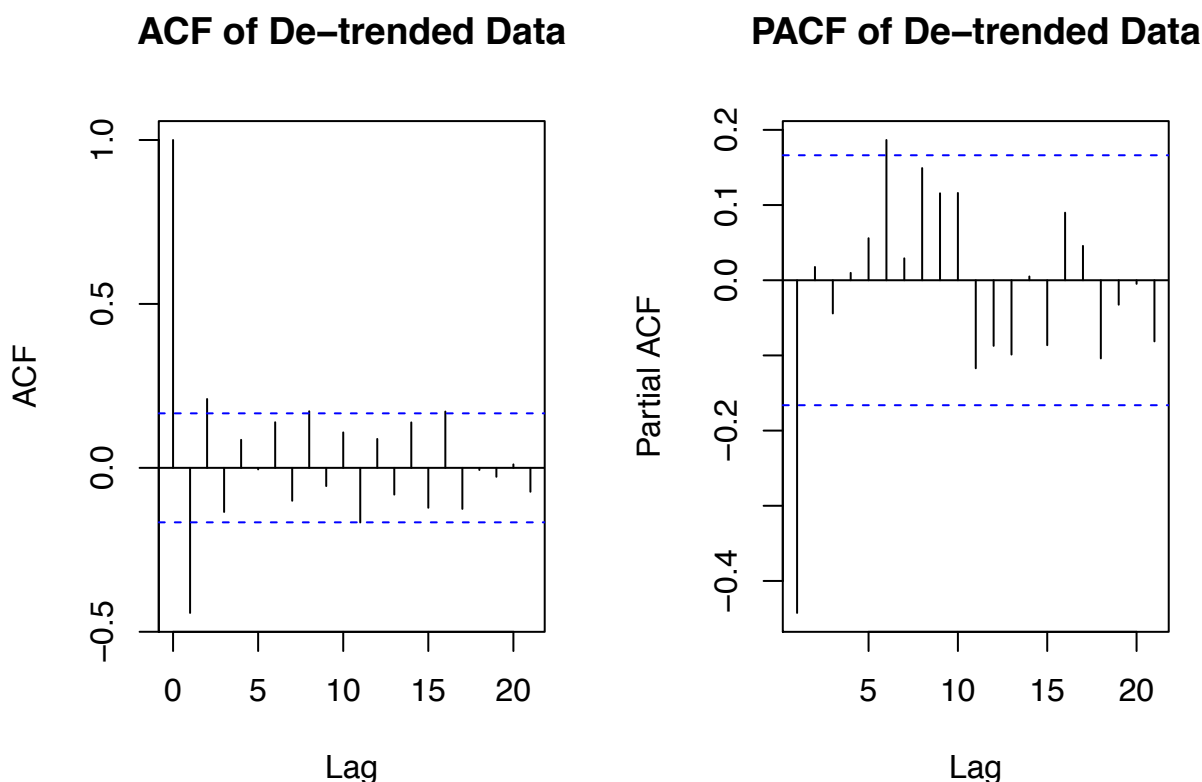 ACF of De−trended Data
ACF
1.0
0.5
0.0
−0.5
0 5 10 15 20
Lag
PACF of De−trended Data
Partial ACF
0.2
0.1
0.0
−0.2
−0.4
5 10 15 20
Lag